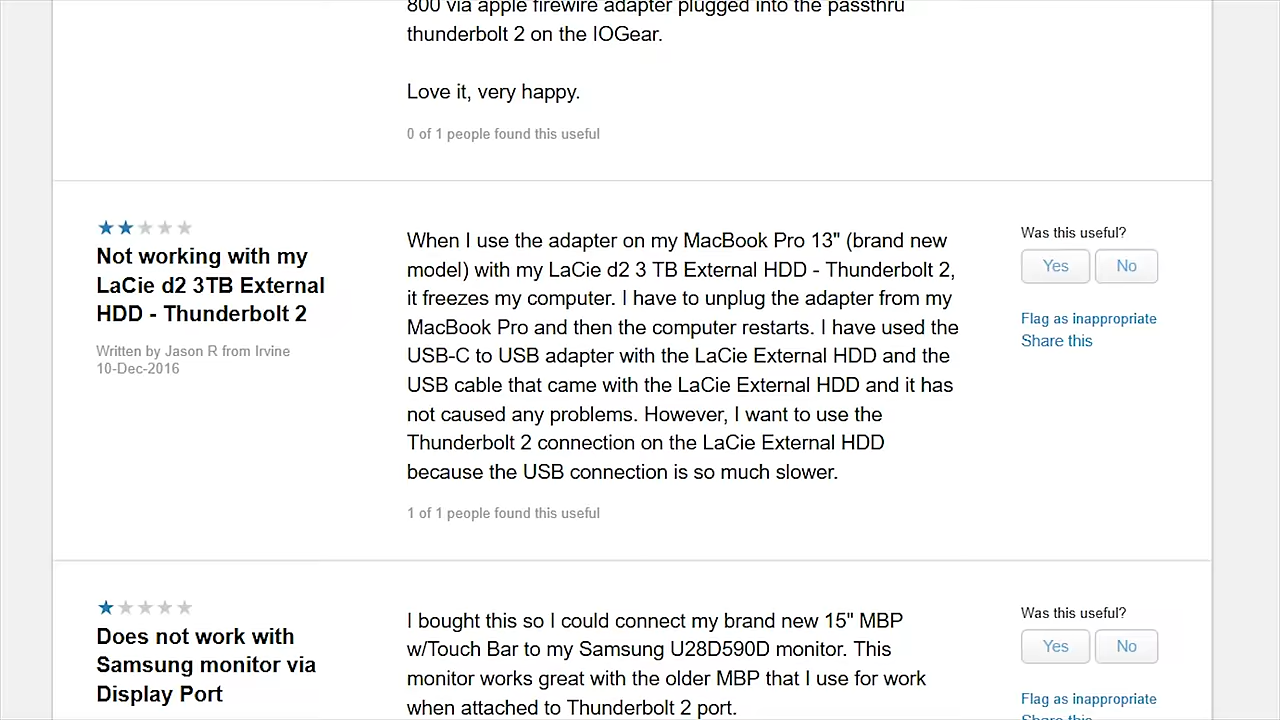 800 via apple firewire adapter plugged into the passthru
thunderbolt 2 on the IOGear.
Love it, very happy.
0 of 1 people found this useful
Not working with my
LaCie d2 3TB External
HDD - Thunderbolt 2
Written by Jason R from Irvine
10-Dec-2016
When I use the adapter on my MacBook Pro 13" (brand new
model) with my LaCie d2 3 TB External HDD - Thunderbolt 2,
it freezes my computer. I have to unplug the adapter from my
MacBook Pro and then the computer restarts. I have used the
USB-C to USB adapter with the LaCie External HDD and the
USB cable that came with the LaCie External HDD and it has
not caused any problems. However, I want to use the
Thunderbolt 2 connection on the LaCie External HDD
because the USB connection is so much slower.
1 of 1 people found this useful
Was this useful?
Yes No
Flag as inappropriate
Share this
Does not work with
Samsung monitor via
Display Port
I bought this so I could connect my brand new 15" MBP
w/Touch Bar to my Samsung U28D590D monitor. This
monitor works great with the older MBP that I use for work
when attached to Thunderbolt 2 port.
Was this useful?
Yes No
Flag as inappropriate
Share this